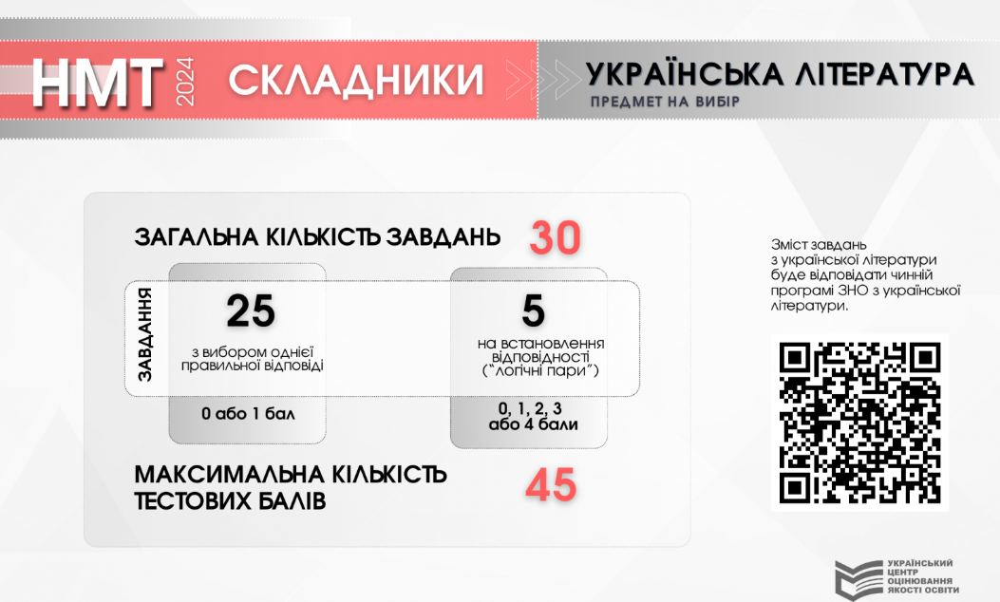 НМТ
2024
СКЛАДНИКИ
УКРАЇНСЬКА ЛІТЕРАТУРА
ПРЕДМЕТ НА ВИБІР
ЗАГАЛЬНА КІЛЬКІСТЬ ЗАВДАНЬ 30
ЗАВДАННЯ
25
з вибором однієї
правильної відповіді
0 або 1 бал
5
на встановлення
відповідності
("логічні пари")
0, 1, 2, 3
або 4 бали
МАКСИМАЛЬНА КІЛЬКІСТЬ
ТЕСТОВИХ БАЛІВ
45
Зміст завдань
з української літератури
буде відповідати чинній
програмі ЗНО з української
літератури.
УКРАЇНСЬКИЙ
ЦЕНТР
ОЦІНЮВАННЯ
ЯКОСТІ ОСВІТИ